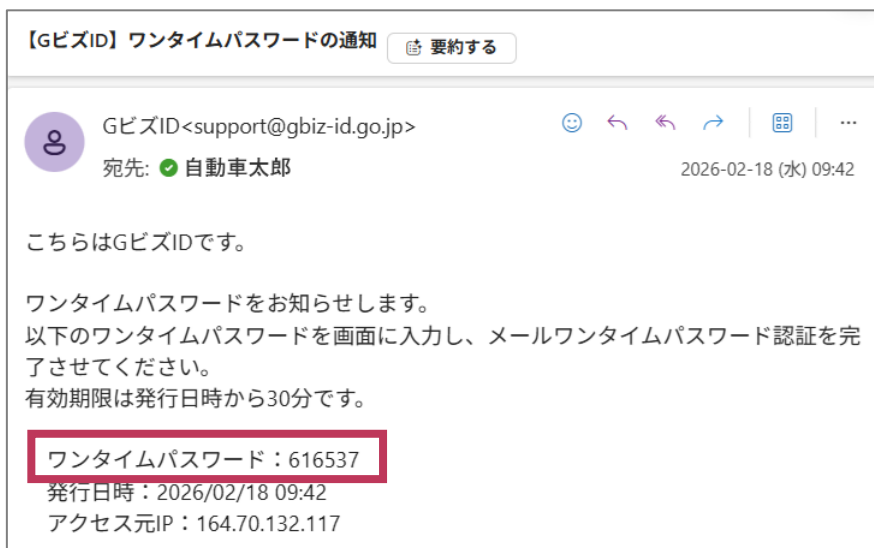 【GビズID】ワンタイムパスワードの通知 要約する
GビズID<support@gbiz-id.go.jp>
宛先: 自動車太郎
2026-02-18 (水) 09:42
こちらはGビズIDです。
ワンタイムパスワードをお知らせします。
以下のワンタイムパスワードを画面に入力し、メールワンタイムパスワード認証を完
了させてください。
有効期限は発行日時から30分です。
ワンタイムパスワード：616537
発行日時：2026/02/18 09:42
アクセス元IP：164.70.132.117